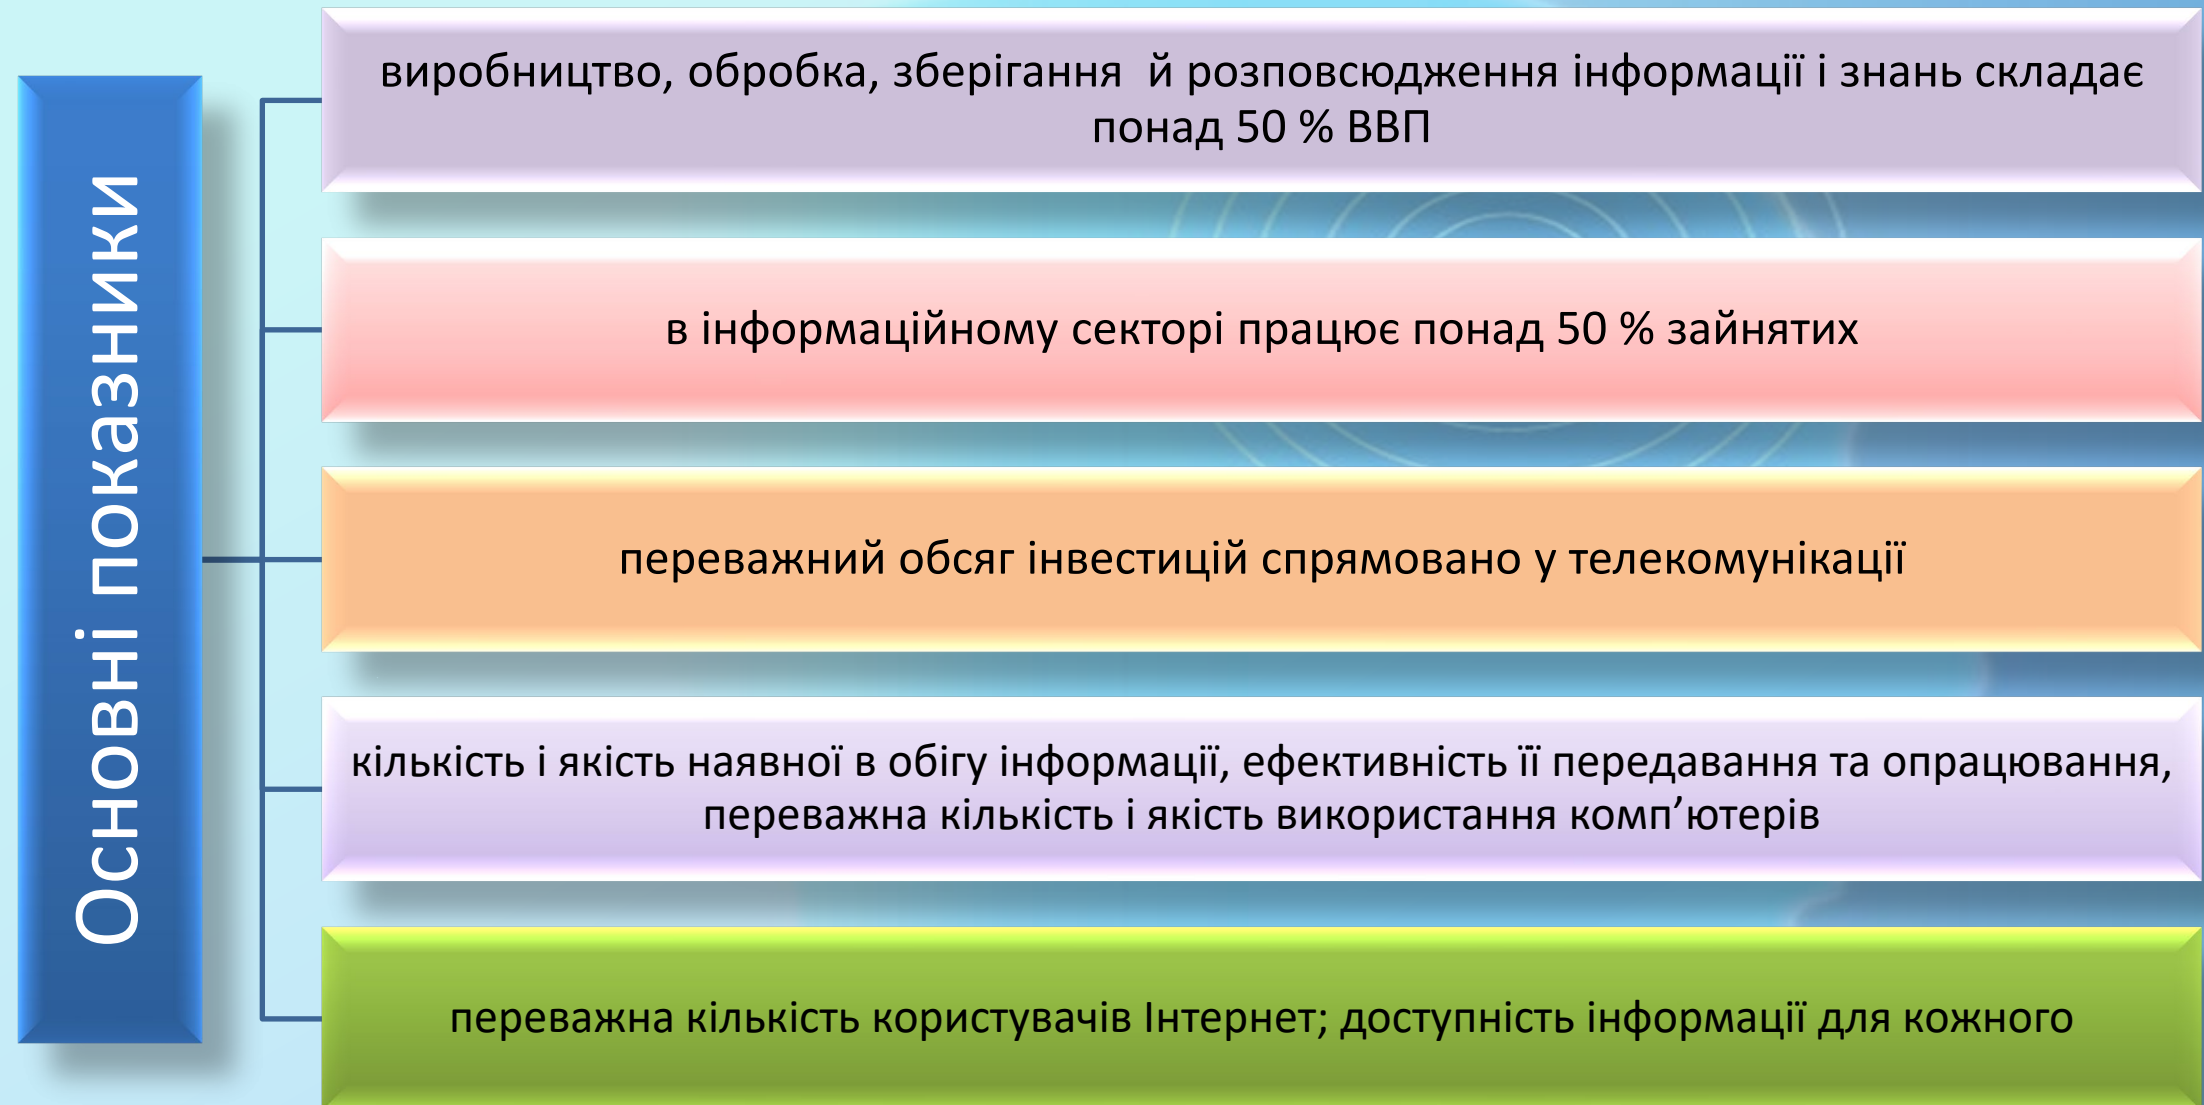 Основні показники
виробництво, обробка, зберігання  й розповсюдження інформації і знань складає
понад 50 % ВВП
в інформаційному секторі працює понад 50 % зайнятих
переважний обсяг інвестицій спрямовано у телекомунікації
кількість і якість наявної в обігу інформації, ефективність її передавання та опрацювання,
переважна кількість і якість використання комп’ютерів
переважна кількість користувачів Інтернет; доступність інформації для кожного